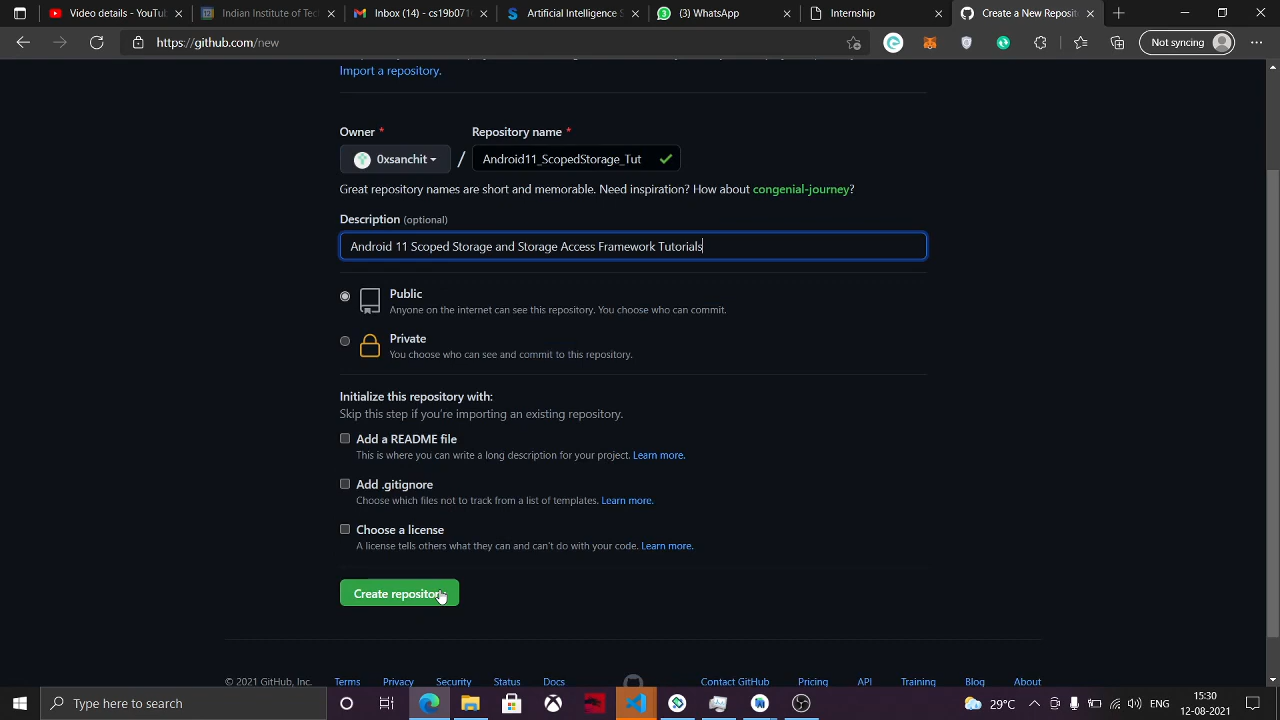 Video details - YouTu
Indian Institute of Tec
Inbox (14) - cs19b071
Artificial Intelligence S
(3) WhatsApp
Internship
Create a New Reposit
https://github.com/new
Not syncing
Import a repository.
Owner *
Repository name *
0xsanchit
/
Android11_ScopedStorage_Tut
Great repository names are short and memorable. Need inspiration? How about congenial-journey?
Description (optional)
Android 11 Scoped Storage and Storage Access Framework Tutorials
Public
Anyone on the internet can see this repository. You choose who can commit.
Private
You choose who can see and commit to this repository.
Initialize this repository with:
Skip this step if you're importing an existing repository.
Add a README file
This is where you can write a long description for your project. Learn more.
Add .gitignore
Choose which files not to track from a list of templates. Learn more.
Choose a license
A license tells others what they can and can't do with your code. Learn more.
Create repository
© 2021 GitHub, Inc.
Terms
Privacy
Security
Status
Docs
Contact GitHub
Pricing
API
Training
Blog
About
Type here to search
29°C
ENG
15:30
12-08-2021